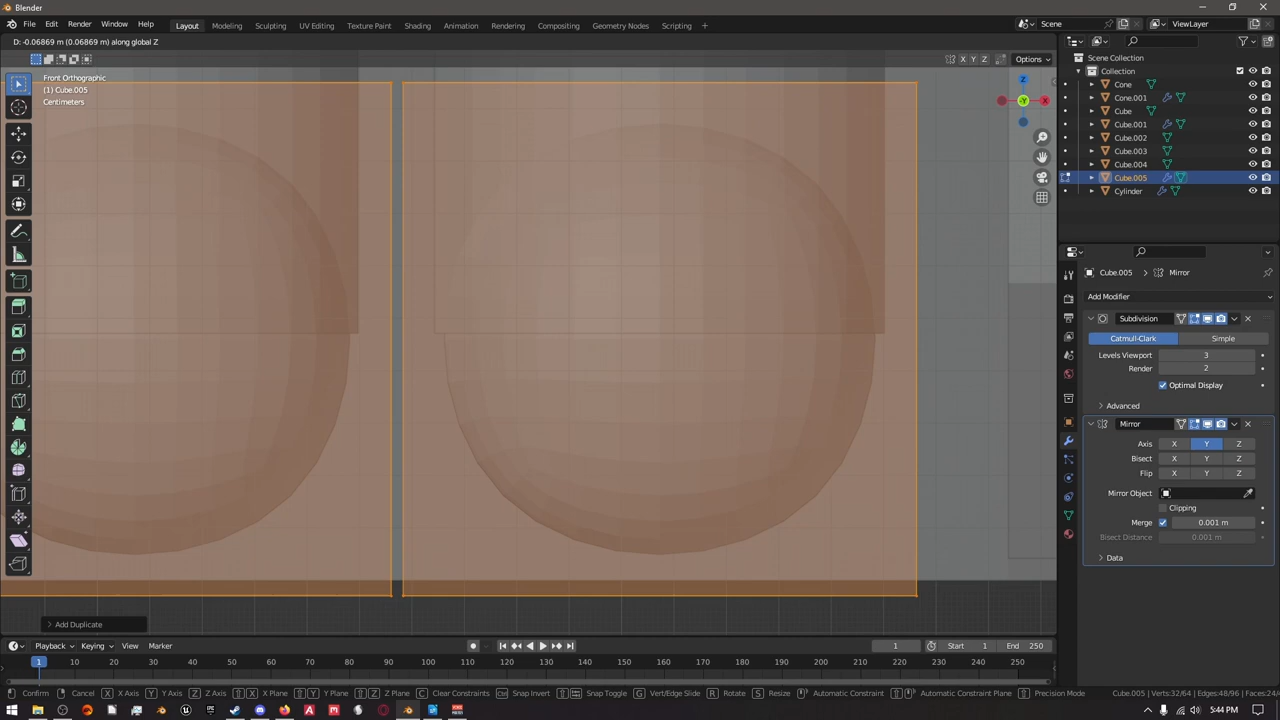 Blender
File Edit Render Window Help Layout Modeling Sculpting UV Editing Texture Paint Shading Animation Rendering Compositing Geometry Nodes Scripting + Scene ViewLayer
D: -0.06869 m (0.06869 m) along global Z
X Y Z Options
Front Orthographic
(1) Cube.005
Centimeters
Z
-Y
X
Scene Collection
Collection
Cone
Cone.001
Cube
Cube.001
Cube.002
Cube.003
Cube.004
Cube.005
Cylinder
Cube.005 Mirror
Add Modifier
Subdivision
Catmull-Clark Simple
Levels Viewport 3
Render 2
Optimal Display
Advanced
Mirror
Axis X Y Z
Bisect X Y Z
Flip X Y Z
Mirror Object
Clipping
Merge 0.001 m
Bisect Distance 0.001 m
Data
Add Duplicate
Playback Keying View Marker 1 Start 1 End 250
1 10 20 30 40 50 60 70 80 90 100 110 120 130 140 150 160 170 180 190 200 210 220 230 240 250
Confirm Cancel X X Axis Y Y Axis Z Z Axis X X Plane Y Y Plane Z Z Plane C Clear Constraints Snap Invert Snap Toggle G Vert/Edge Slide R Rotate S Resize Automatic Constraint Automatic Constraint Plane Precision Mode Cube.005 | Verts:32/64 | Edges:48/96 | Faces:24/
5:44 PM